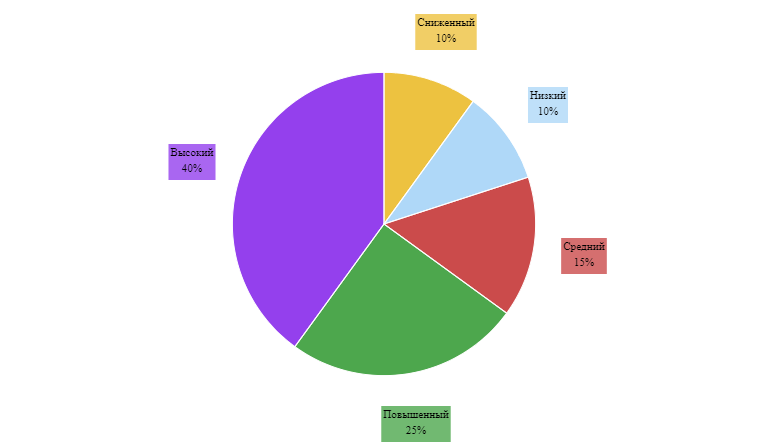 Сниженный
10%
Низкий
10%
Высокий
40%
Средний
15%
Повышенный
25%